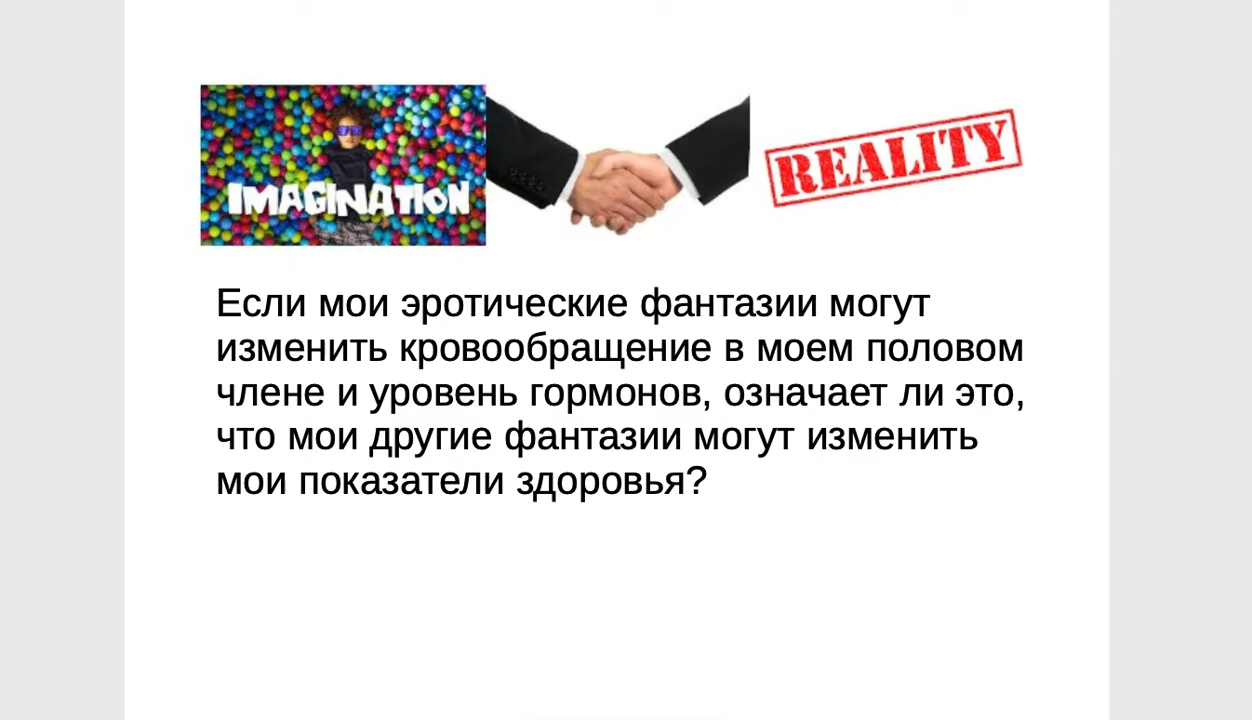 IMAGINATION
REALITY
Если мои эротические фантазии могут
изменить кровообращение в моем половом
члене и уровень гормонов, означает ли это,
что мои другие фантазии могут изменить
мои показатели здоровья?